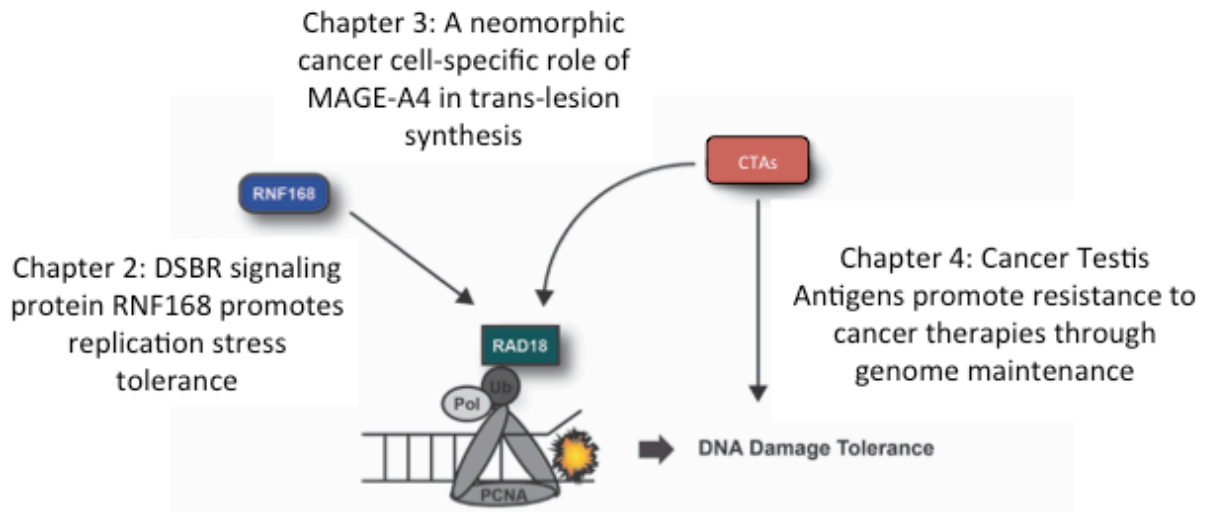 Chapter 3: A neomorphic
cancer cell-specific role of
MAGE-A4 in trans-lesion
synthesis
CTAs
RNF168
Chapter 2: DSBR signaling
protein RNF168 promotes
replication stress
tolerance
Chapter 4: Cancer Testis
Antigens promote resistance to
cancer therapies through
genome maintenance
RAD18
Ub
Pol
DNA Damage Tolerance
PCNA